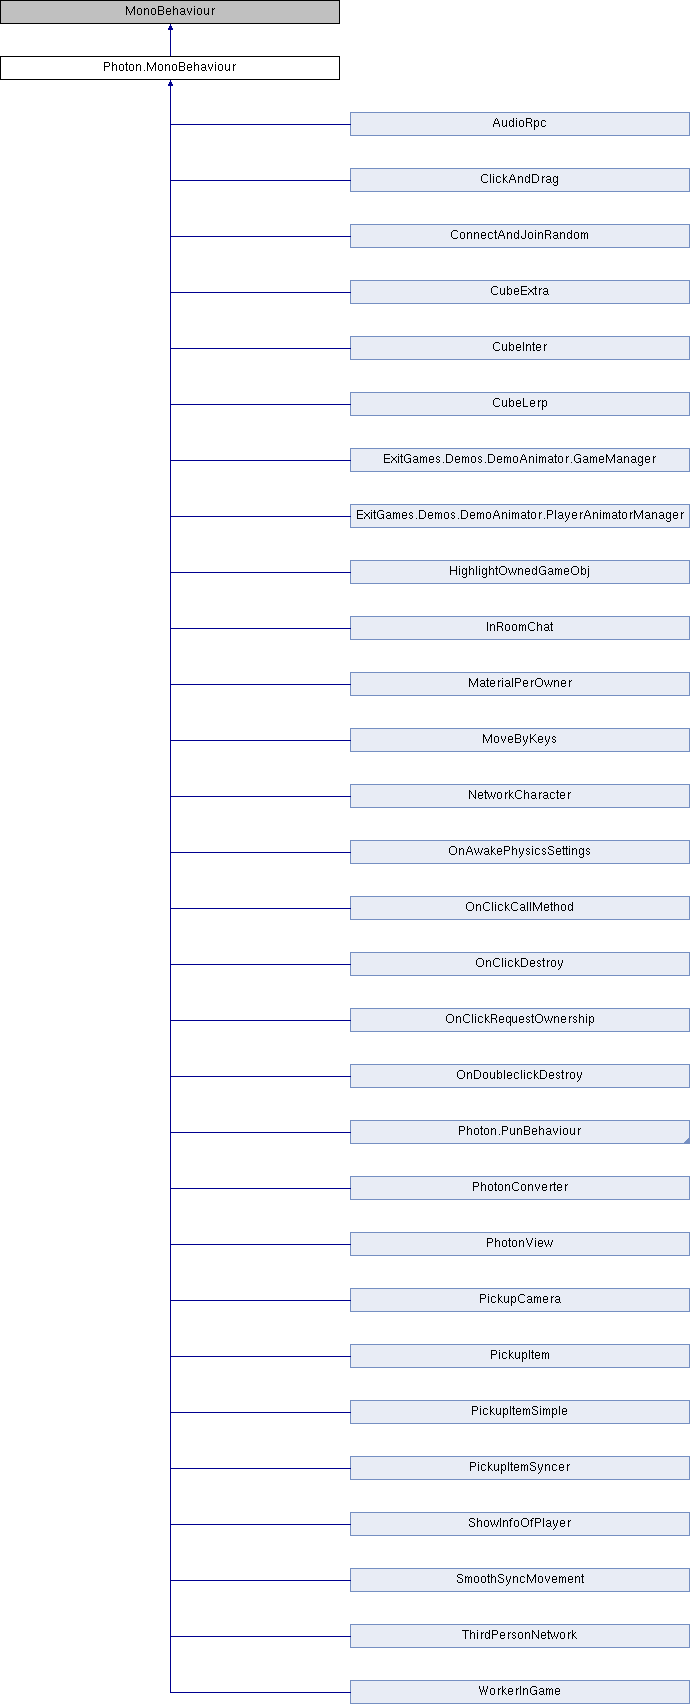 MonoBehaviour
Photon.MonoBehaviour
AudioRpc
ClickAndDrag
ConnectAndJoinRandom
CubeExtra
CubeInter
CubeLerp
ExitGames.Demos.DemoAnimator.GameManager
ExitGames.Demos.DemoAnimator.PlayerAnimatorManager
HighlightOwnedGameObj
InRoomChat
MaterialPerOwner
MoveByKeys
NetworkCharacter
OnAwakePhysicsSettings
OnClickCallMethod
OnClickDestroy
OnClickRequestOwnership
OnDoubleclickDestroy
Photon.PunBehaviour
PhotonConverter
PhotonView
PickupCamera
PickupItem
PickupItemSimple
PickupItemSyncer
ShowInfoOfPlayer
SmoothSyncMovement
ThirdPersonNetwork
WorkerInGame